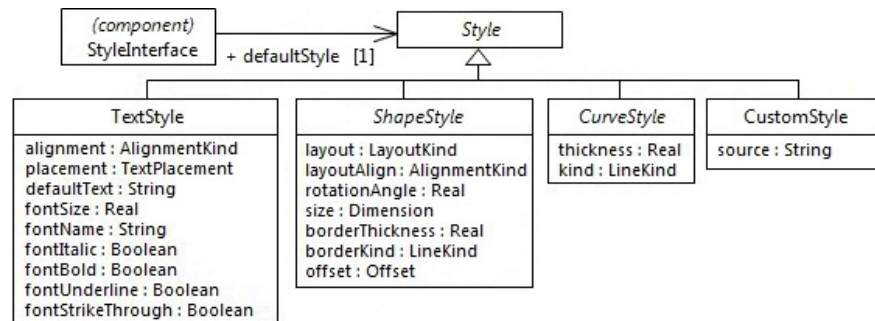 (component)
StyleInterface
+ defaultStyle [1]
Style
TextStyle
alignment : AlignmentKind
placement : TextPlacement
defaultText : String
fontSize : Real
fontName : String
fontItalic : Boolean
fontBold : Boolean
fontUnderline : Boolean
fontStrikeThrough : Boolean
ShapeStyle
layout : LayoutKind
layoutAlign : AlignmentKind
rotationAngle : Real
size : Dimension
borderThickness : Real
borderKind : LineKind
offset : Offset
CurveStyle
thickness : Real
kind : LineKind
CustomStyle
source : String